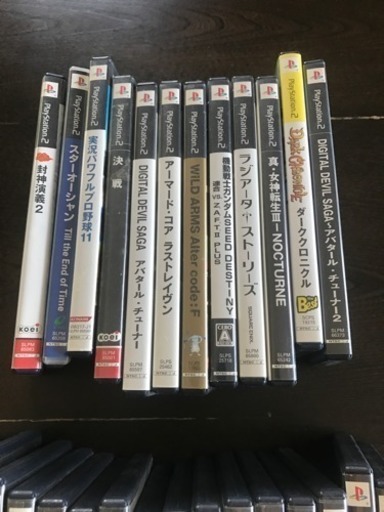 PlayStation 2
封神演義2
KOEI
PlayStation 2
スターオーシャン Till the End of Time
PlayStation 2
実況パワフルプロ野球11
PlayStation 2
決戦
KOEI
PlayStation 2
DIGITAL DEVIL SAGA アバタール・チューナー
PlayStation 2
アーマード・コア ラストレイヴン
PlayStation 2
WILD ARMS Alter code:F
PlayStation 2
機動戦士ガンダムSEED DESTINY
連合 vs. Z.A.F.T.II PLUS
A
PlayStation 2
ラジアータ ストーリーズ
SQUARE ENIX
PlayStation 2
真・女神転生III-NOCTURNE
PlayStation 2
Dark Chronicle ダーククロニクル
the Best
PlayStation 2
DIGITAL DEVIL SAGA～アバタール・チューナー2